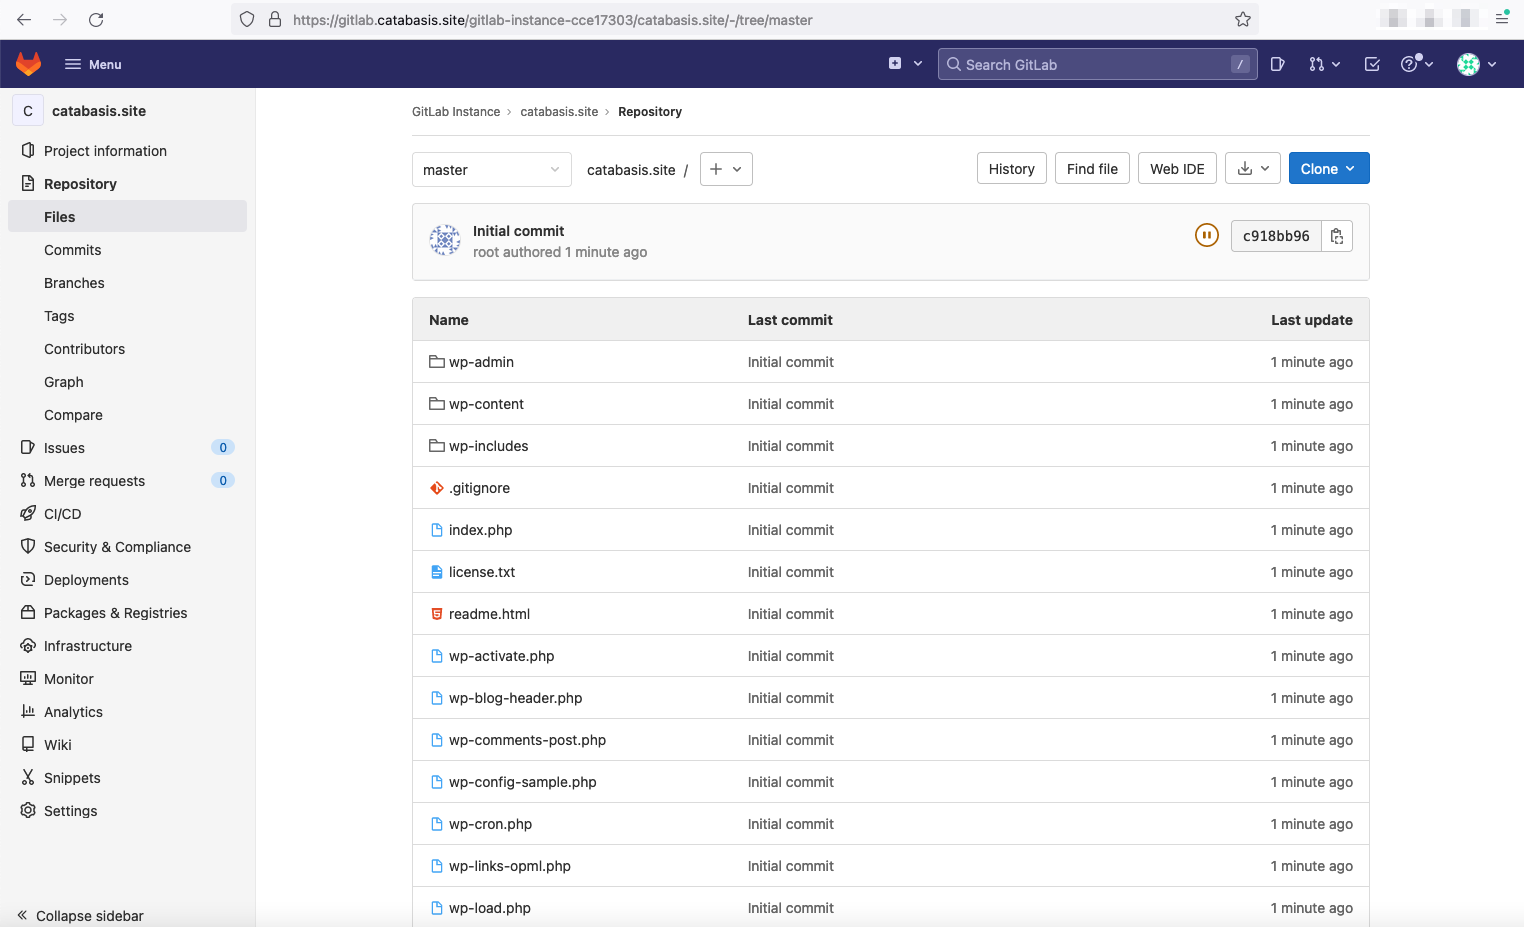 https://gitlab.catabasis.site/gitlab-instance-cce17303/catabasis.site/-/tree/master
Menu
Search GitLab
/
C
catabasis.site
Project information
Repository
Files
Commits
Branches
Tags
Contributors
Graph
Compare
Issues
0
Merge requests
0
CI/CD
Security & Compliance
Deployments
Packages & Registries
Infrastructure
Monitor
Analytics
Wiki
Snippets
Settings
Collapse sidebar
GitLab Instance › catabasis.site › Repository
master
catabasis.site /
History
Find file
Web IDE
Clone
Initial commit
root authored 1 minute ago
c918bb96
Name Last commit Last update
wp-admin Initial commit 1 minute ago
wp-content Initial commit 1 minute ago
wp-includes Initial commit 1 minute ago
.gitignore Initial commit 1 minute ago
index.php Initial commit 1 minute ago
license.txt Initial commit 1 minute ago
readme.html Initial commit 1 minute ago
wp-activate.php Initial commit 1 minute ago
wp-blog-header.php Initial commit 1 minute ago
wp-comments-post.php Initial commit 1 minute ago
wp-config-sample.php Initial commit 1 minute ago
wp-cron.php Initial commit 1 minute ago
wp-links-opml.php Initial commit 1 minute ago
wp-load.php Initial commit 1 minute ago